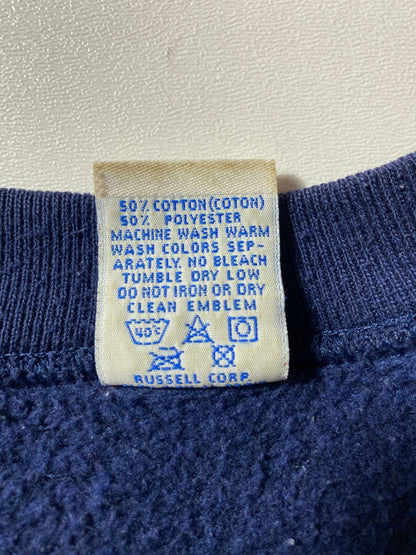 50% COTTON(COTON)
50% POLYESTER
MACHINE WASH WARM
WASH COLORS SEP-
ARATELY. NO BLEACH
TUMBLE DRY LOW
DO NOT IRON OR DRY
CLEAN EMBLEM
40°C
RUSSELL CORP.